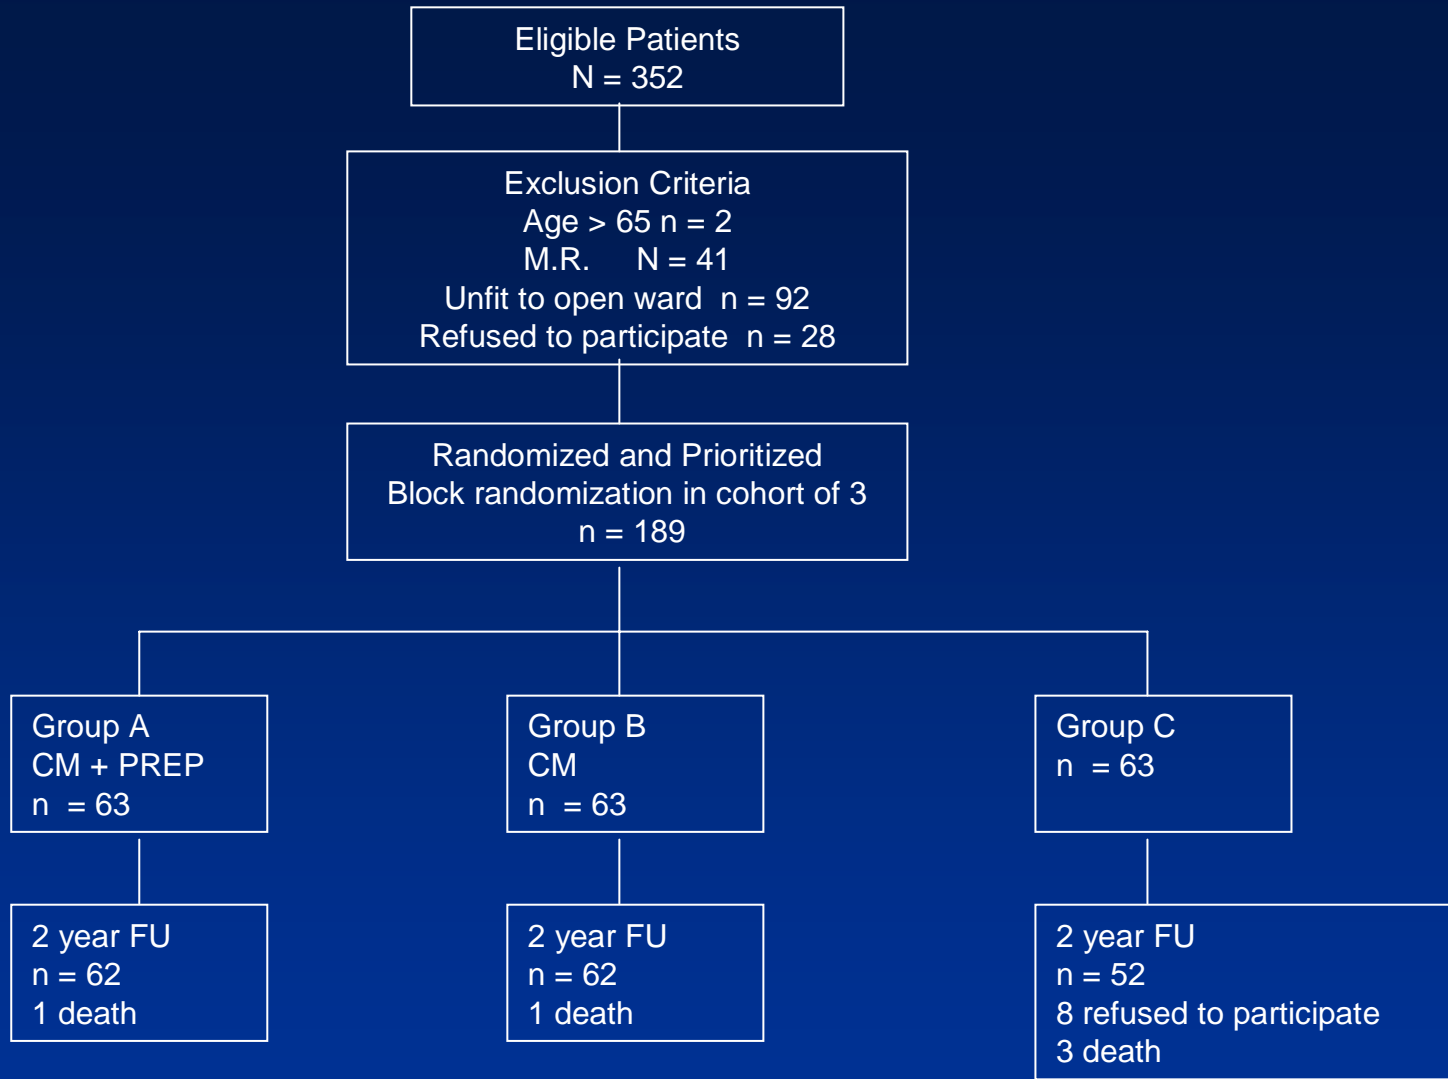 Eligible Patients
N = 352
Exclusion Criteria
Age > 65 n = 2
M.R. N = 41
Unfit to open ward n = 92
Refused to participate n = 28
Randomized and Prioritized
Block randomization in cohort of 3
n = 189
Group A
CM + PREP
n = 63
Group B
CM
n = 63
Group C
n = 63
2 year FU
n = 62
1 death
2 year FU
n = 62
1 death
2 year FU
n = 52
8 refused to participate
3 death